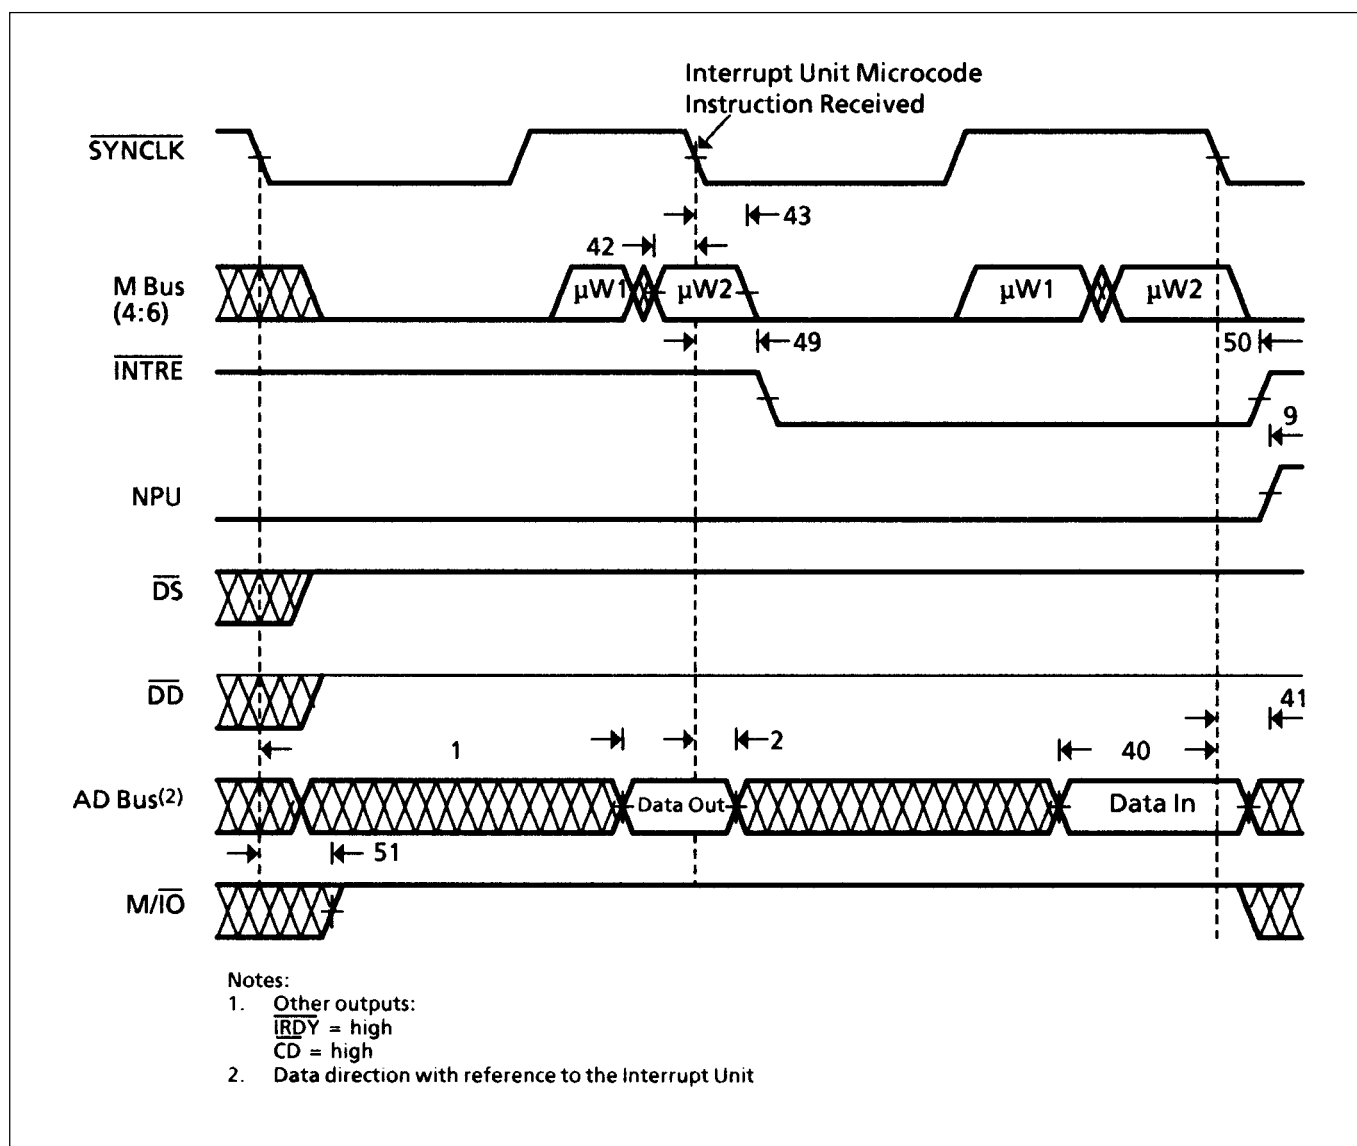 Interrupt Unit Microcode
Instruction Received
SYNCLK
43
42
M Bus
(4:6)
µW1
µW2
µW1
µW2
49
50
INTRE
9
NPU
DS
DD
41
1
2
40
AD Bus(2)
Data Out
Data In
51
M/IO
Notes:
1. Other outputs:
IRDY = high
CD = high
2. Data direction with reference to the Interrupt Unit